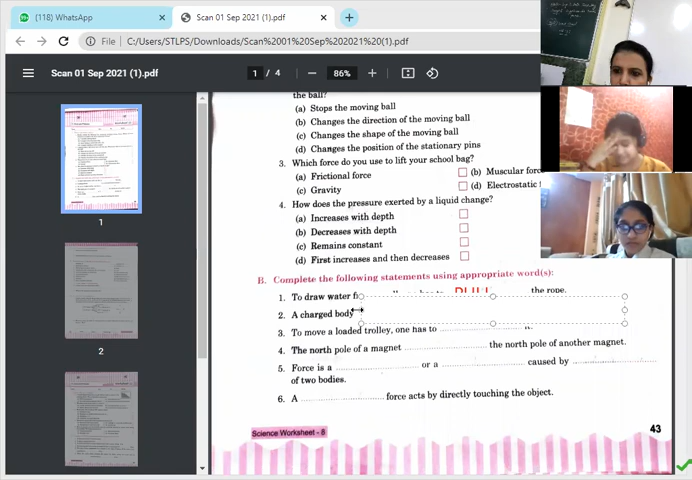 (118) WhatsApp
Scan 01 Sep 2021 (1).pdf
File C:/Users/STLPS/Downloads/Scan%2001%20Sep%202021%20(1).pdf
Scan 01 Sep 2021 (1).pdf
1 / 4
86%
the ball?
(a) Stops the moving ball
(b) Changes the direction of the moving ball
(c) Changes the shape of the moving ball
(d) Changes the position of the stationary pins
3. Which force do you use to lift your school bag?
(a) Frictional force
(b) Muscular
(c) Gravity
(d) Electrostatic
4. How does the pressure exerted by a liquid change?
(a) Increases with depth
(b) Decreases with depth
(c) Remains constant
(d) First increases and then decreases
B. Complete the following statements using appropriate word(s):
1. To draw water PULL the rope.
2. A charged body
3. To move a loaded trolley, one has to
4. The north pole of a magnet the north pole of another magnet.
5. Force is a or a caused by
of two bodies.
6. A force acts by directly touching the object.
43
Science Worksheet - 8
1
2